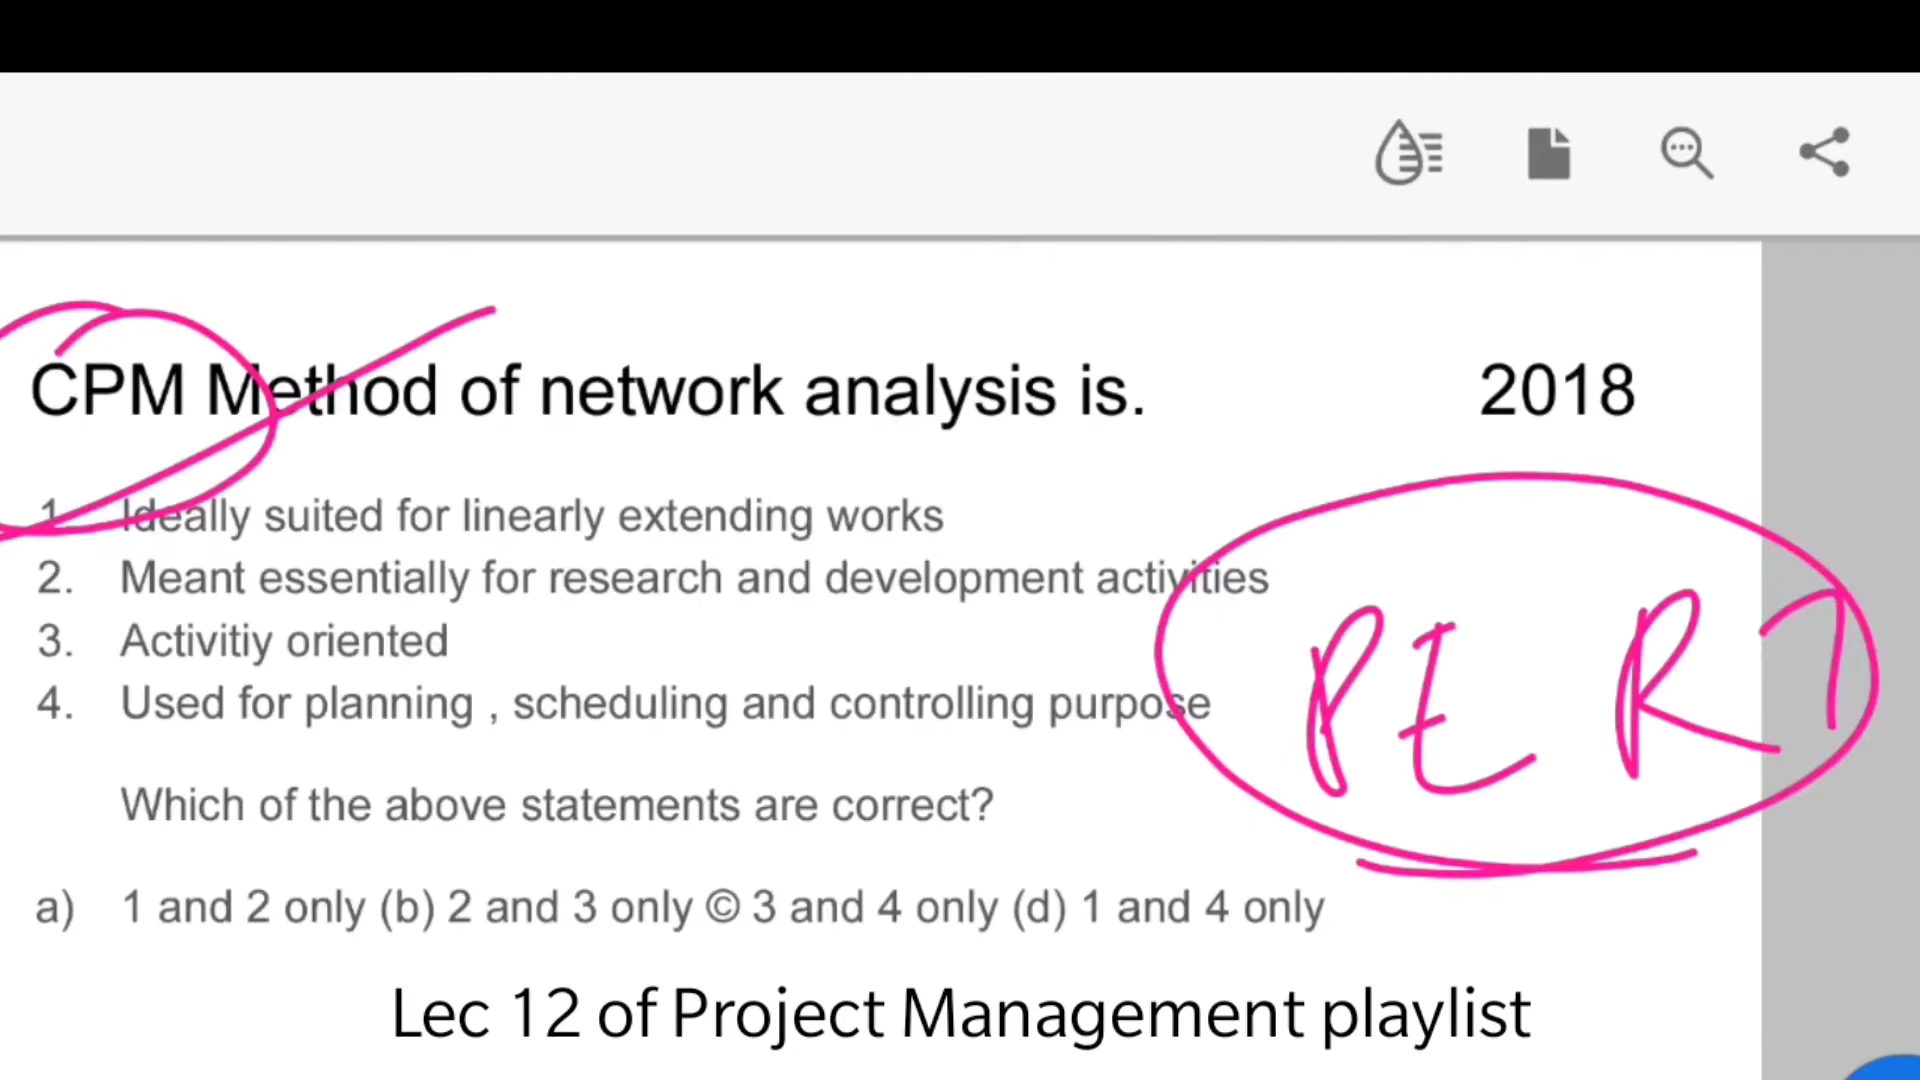 CPM Method of network analysis is. 2018
1. Ideally suited for linearly extending works
2. Meant essentially for research and development activities
3. Activitiy oriented
4. Used for planning , scheduling and controlling purpose
PERT
Which of the above statements are correct?
a) 1 and 2 only (b) 2 and 3 only © 3 and 4 only (d) 1 and 4 only
Lec 12 of Project Management playlist